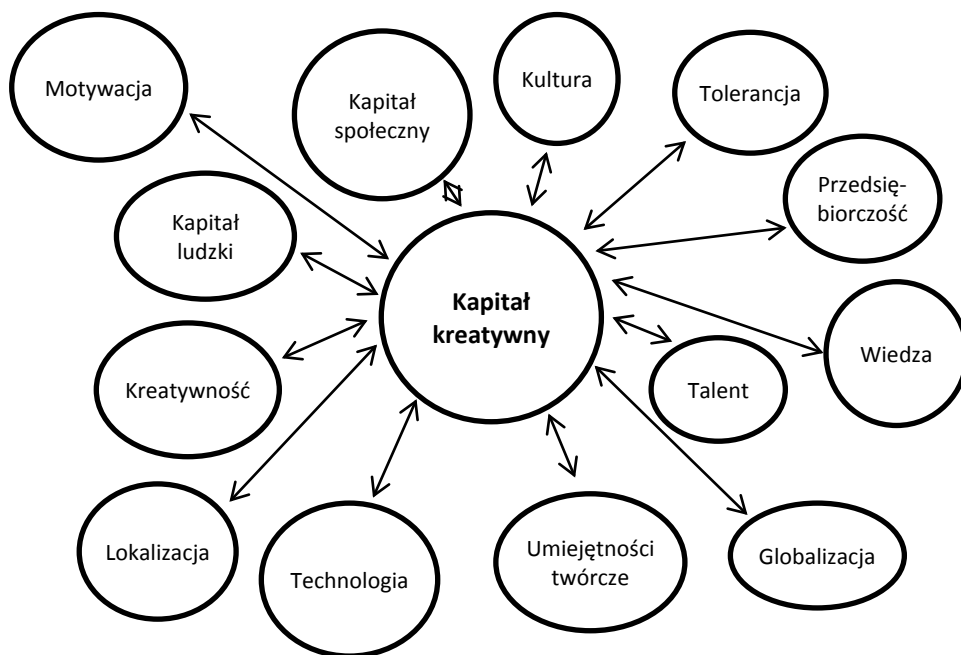 Motywacja
Kapitał
społeczny
Kultura
Tolerancja
Przedsię-
biorczość
Kapitał
ludzki
Kapitał
kreatywny
Wiedza
Kreatywność
Talent
Lokalizacja
Technologia
Umiejętności
twórcze
Globalizacja